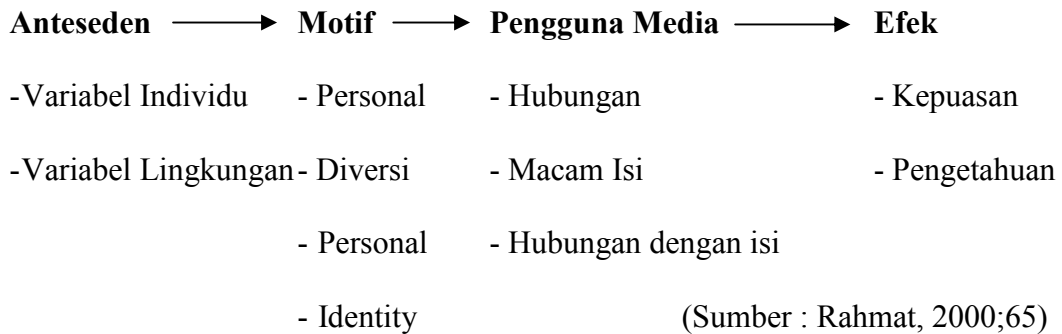 Anteseden → Motif → Pengguna Media → Efek
-Variabel Individu - Personal - Hubungan - Kepuasan
-Variabel Lingkungan - Diversi - Macam Isi - Pengetahuan
- Personal - Hubungan dengan isi
- Identity (Sumber : Rahmat, 2000;65)